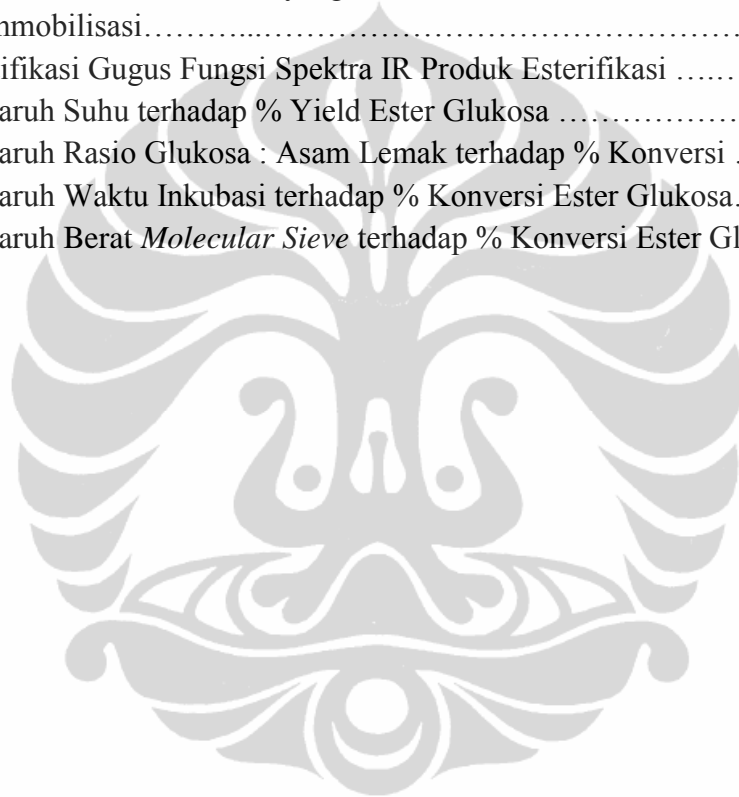 mmobilisasi………...……………………………………………
ifikasi Gugus Fungsi Spektra IR Produk Esterifikasi …..…
aruh Suhu terhadap % Yield Ester Glukosa ………………
aruh Rasio Glukosa : Asam Lemak terhadap % Konversi .
aruh Waktu Inkubasi terhadap % Konversi Ester Glukosa.
aruh Berat Molecular Sieve terhadap % Konversi Ester Gl